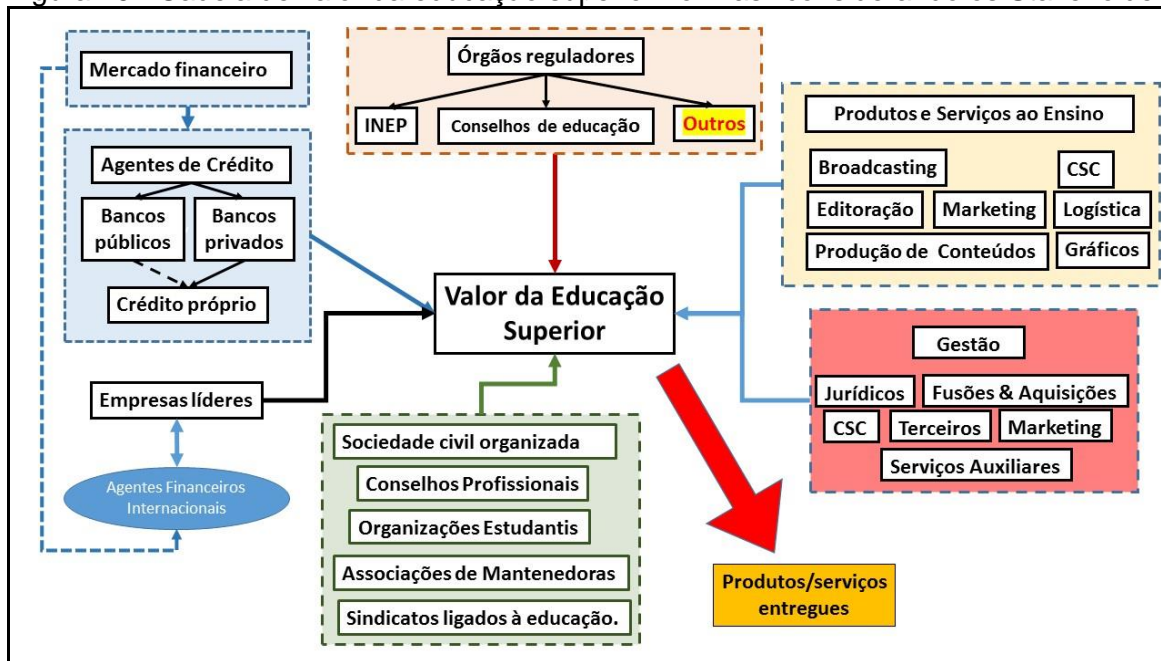 Mercado financeiro
Agentes de Crédito
Bancos
públicos
Bancos
privados
Crédito próprio
Empresas líderes
Agentes Financeiros
Internacionais
Órgãos reguladores
INEP
Conselhos de educação
Outros
Valor da Educação
Superior
Sociedade civil organizada
Conselhos Profissionais
Organizações Estudantis
Associações de Mantenedoras
Sindicatos ligados à educação.
Produtos e Serviços ao Ensino
Broadcasting
CSC
Editoração
Marketing
Logística
Produção de Conteúdos
Gráficos
Gestão
Jurídicos
Fusões & Aquisições
CSC
Terceiros
Marketing
Serviços Auxiliares
Produtos/serviços
entregues